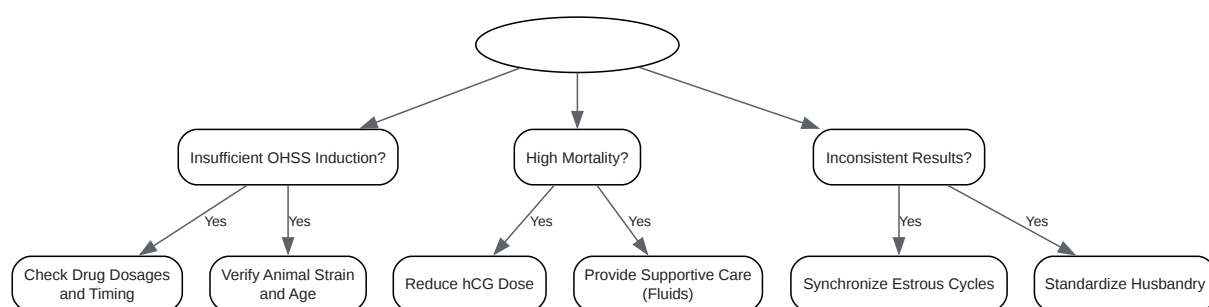 Insufficient OHSS Induction?
High Mortality?
Inconsistent Results?
Yes
Yes
Yes
Yes
Yes
Yes
Check Drug Dosages
and Timing
Verify Animal Strain
and Age
Reduce hCG Dose
Provide Supportive Care
(Fluids)
Synchronize Estrous Cycles
Standardize Husbandry